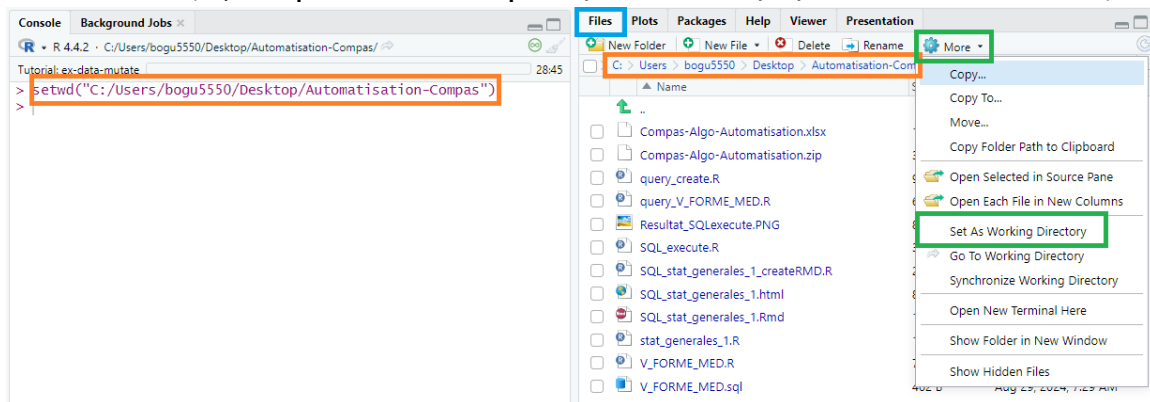 Console Background Jobs
R 4.4.2 · C:/Users/bogu5550/Desktop/Automatisation-Compas/
Tutorial: ex-data-mutate 28:45
> setwd("C:/Users/bogu5550/Desktop/Automatisation-Compas")
>
Files Plots Packages Help Viewer Presentation
New Folder New File Delete Rename More
C: > Users > bogu5550 > Desktop > Automatisation-Com
Name
..
Compas-Algo-Automatisation.xlsx
Compas-Algo-Automatisation.zip
query_create.R
query_V_FORME_MED.R
Resultat_SQLexecute.PNG
SQL_execute.R
SQL_stat_generales_1_createRMD.R
SQL_stat_generales_1.html
SQL_stat_generales_1.Rmd
stat_generales_1.R
V_FORME_MED.R
V_FORME_MED.sql 402 B Aug 29, 2024, 7:29 AM
Copy...
Copy To...
Move...
Copy Folder Path to Clipboard
Open Selected in Source Pane
Open Each File in New Columns
Set As Working Directory
Go To Working Directory
Synchronize Working Directory
Open New Terminal Here
Show Folder in New Window
Show Hidden Files